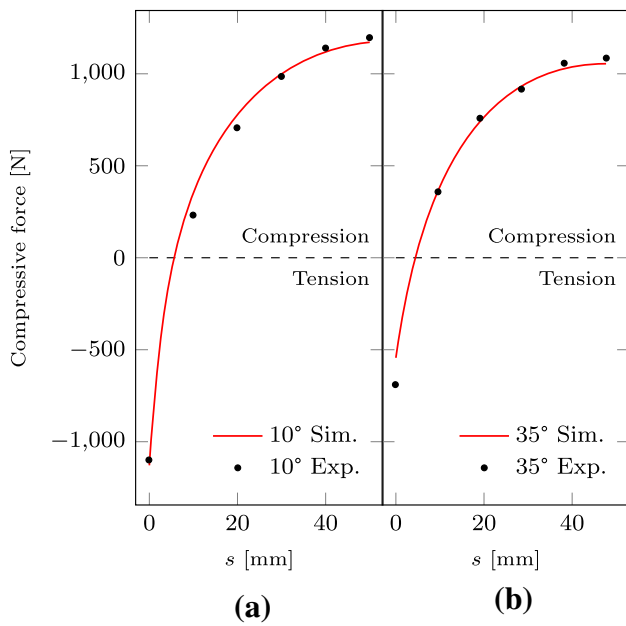 Compressive force [N]
1,000
500
0
−500
−1,000
Compression
Tension
10° Sim.
10° Exp.
0 20 40
s [mm]
(a)
Compression
Tension
35° Sim.
35° Exp.
0 20 40
s [mm]
(b)